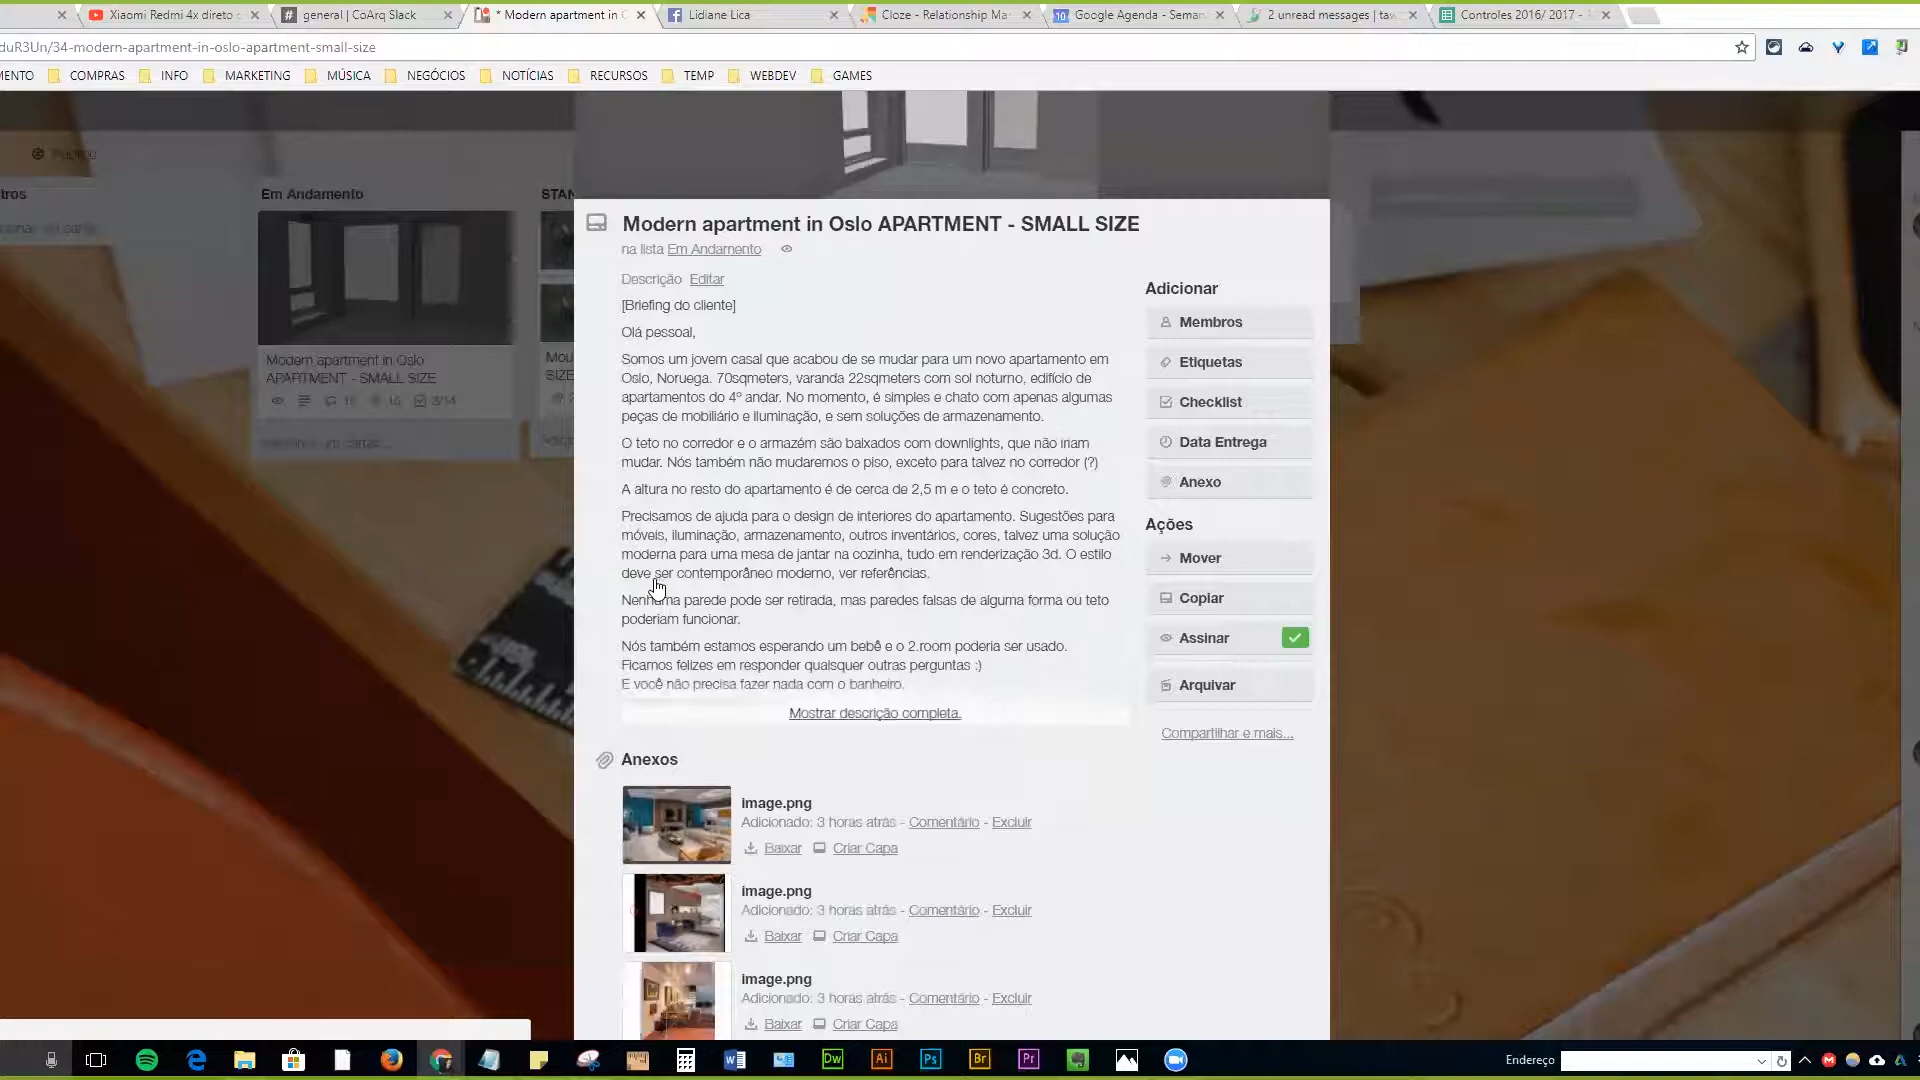 Xiaomi Redmi 4x direto
general | CoArq Slack
* Modern apartment in O
Lidiane Lica
Cloze - Relationship Ma
Google Agenda - Seman
2 unread messages | taw
Controles 2016/ 2017 -
duR3Un/34-modern-apartment-in-oslo-apartment-small-size
MENTO
COMPRAS
INFO
MARKETING
MÚSICA
NEGÓCIOS
NOTÍCIAS
RECURSOS
TEMP
WEBDEV
GAMES
tros
Em Andamento
STAN
Modern apartment in Oslo
APARTMENT - SMALL SIZE
3/14
Mou
SIZE
Modern apartment in Oslo APARTMENT - SMALL SIZE
na lista Em Andamento
Descrição Editar
[Briefing do cliente]
Olá pessoal,
Somos um jovem casal que acabou de se mudar para um novo apartamento em
Oslo, Noruega. 70sqmeters, varanda 22sqmeters com sol noturno, edifício de
apartamentos do 4º andar. No momento, é simples e chato com apenas algumas
peças de mobiliário e iluminação, e sem soluções de armazenamento.
O teto no corredor e o armazém são baixados com downlights, que não iriam
mudar. Nós também não mudaremos o piso, exceto para talvez no corredor (?)
A altura no resto do apartamento é de cerca de 2,5 m e o teto é concreto.
Precisamos de ajuda para o design de interiores do apartamento. Sugestões para
móveis, iluminação, armazenamento, outros inventários, cores, talvez uma solução
moderna para uma mesa de jantar na cozinha, tudo em renderização 3d. O estilo
deve ser contemporâneo moderno, ver referências.
Nenhuma parede pode ser retirada, mas paredes falsas de alguma forma ou teto
poderiam funcionar.
Nós também estamos esperando um bebê e o 2.room poderia ser usado.
Ficamos felizes em responder quaisquer outras perguntas :)
E você não precisa fazer nada com o banheiro.
Mostrar descrição completa.
Adicionar
Membros
Etiquetas
Checklist
Data Entrega
Anexo
Ações
Mover
Copiar
Assinar
Arquivar
Compartilhar e mais...
Anexos
image.png
Adicionado: 3 horas atrás - Comentário - Excluir
Baixar Criar Capa
image.png
Adicionado: 3 horas atrás - Comentário - Excluir
Baixar Criar Capa
image.png
Adicionado: 3 horas atrás - Comentário - Excluir
Baixar Criar Capa
Dw
Ai
Ps
Br
Pr
Endereço